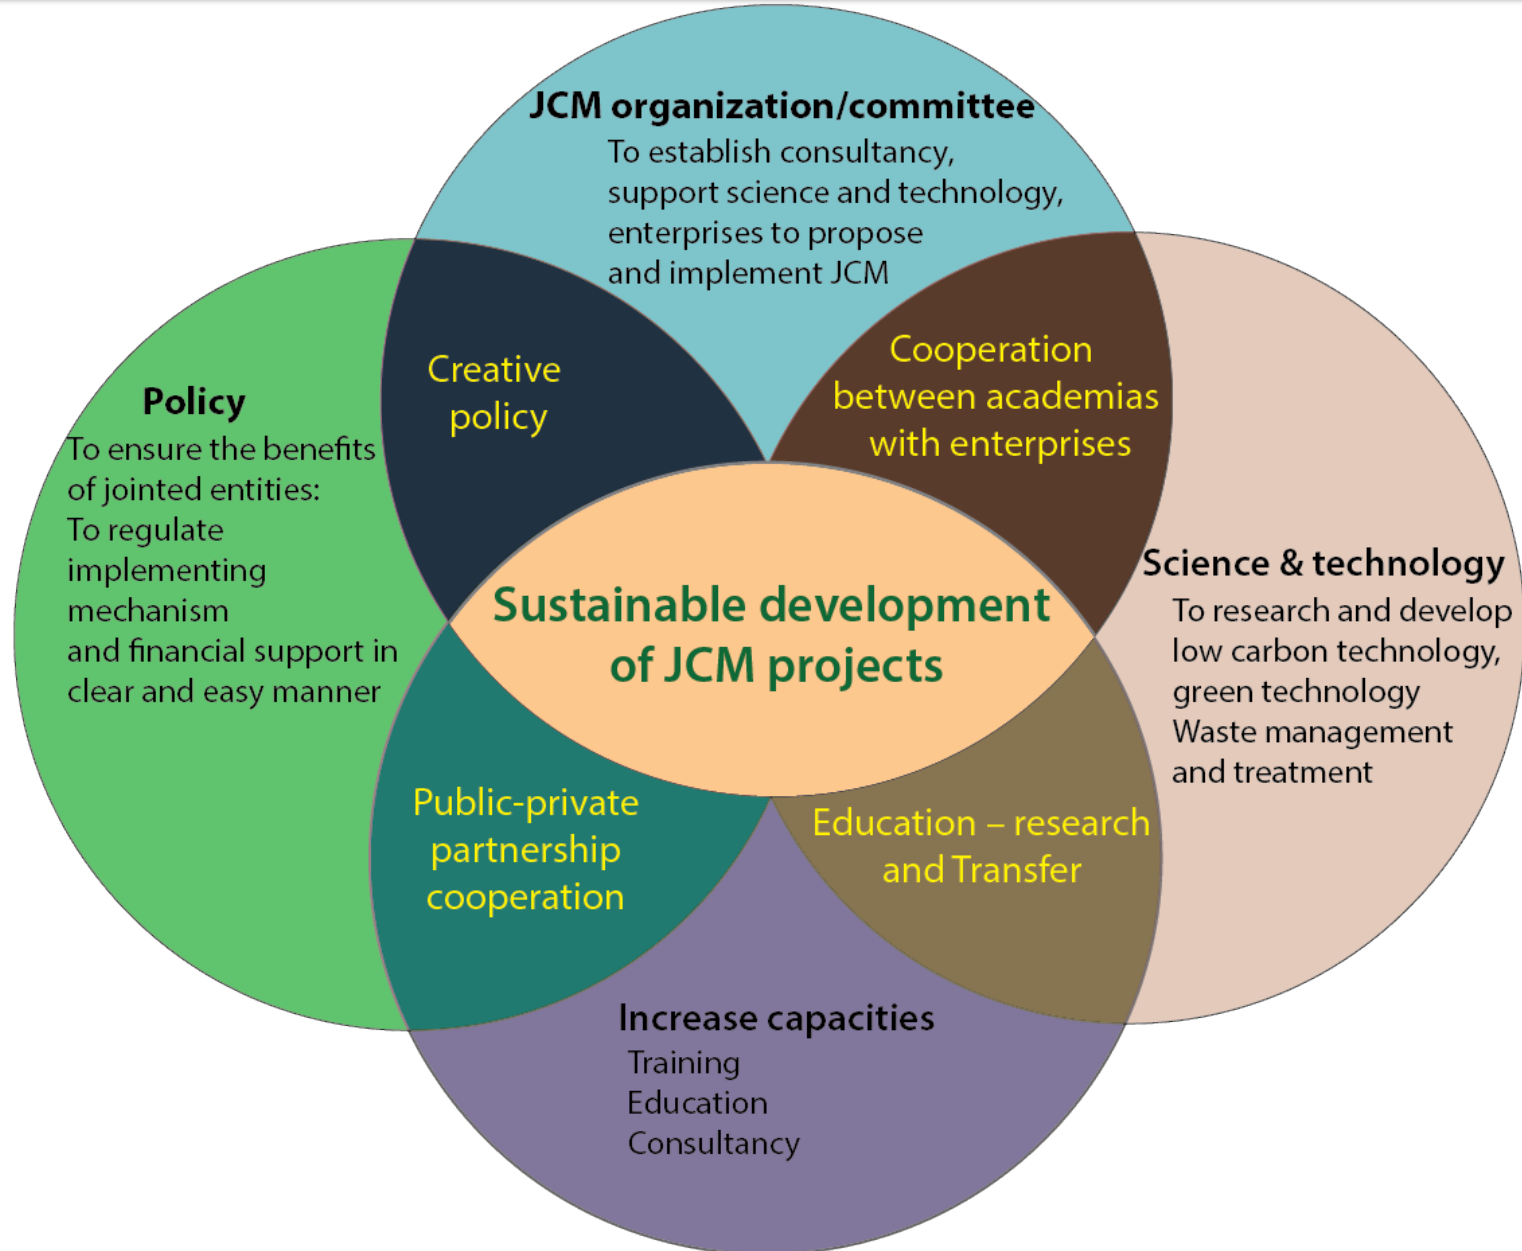 JCM organization/committee
To establish consultancy,
support science and technology,
enterprises to propose
and implement JCM
Creative
policy
Cooperation
between academias
with enterprises
Policy
To ensure the benefits
of jointed entities:
To regulate
implementing
mechanism
and financial support in
clear and easy manner
Sustainable development
of JCM projects
Science & technology
To research and develop
low carbon technology,
green technology
Waste management
and treatment
Public-private
partnership
cooperation
Education – research
and Transfer
Increase capacities
Training
Education
Consultancy